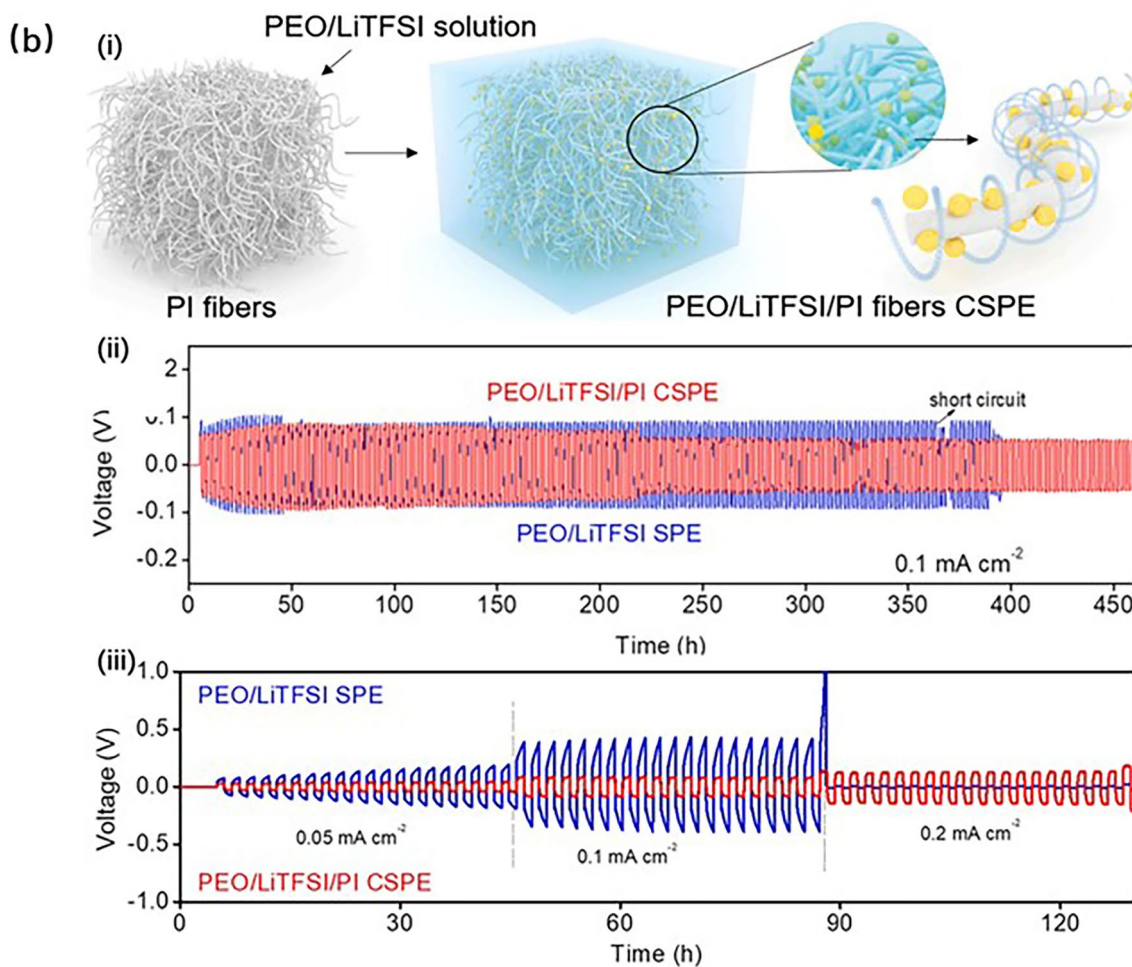 (b)
(i)
PEO/LiTFSI solution
PI fibers
PEO/LiTFSI/PI fibers CSPE
(ii)
2
0.1
0.0
-0.1
-0.2
Voltage (V)
PEO/LiTFSI/PI CSPE
short circuit
PEO/LiTFSI SPE
0.1 mA cm⁻²
0 50 100 150 200 250 300 350 400 450
Time (h)
(iii)
1.0
0.5
0.0
-0.5
-1.0
Voltage (V)
PEO/LiTFSI SPE
0.05 mA cm⁻²
0.1 mA cm⁻²
0.2 mA cm⁻²
PEO/LiTFSI/PI CSPE
0 30 60 90 120
Time (h)